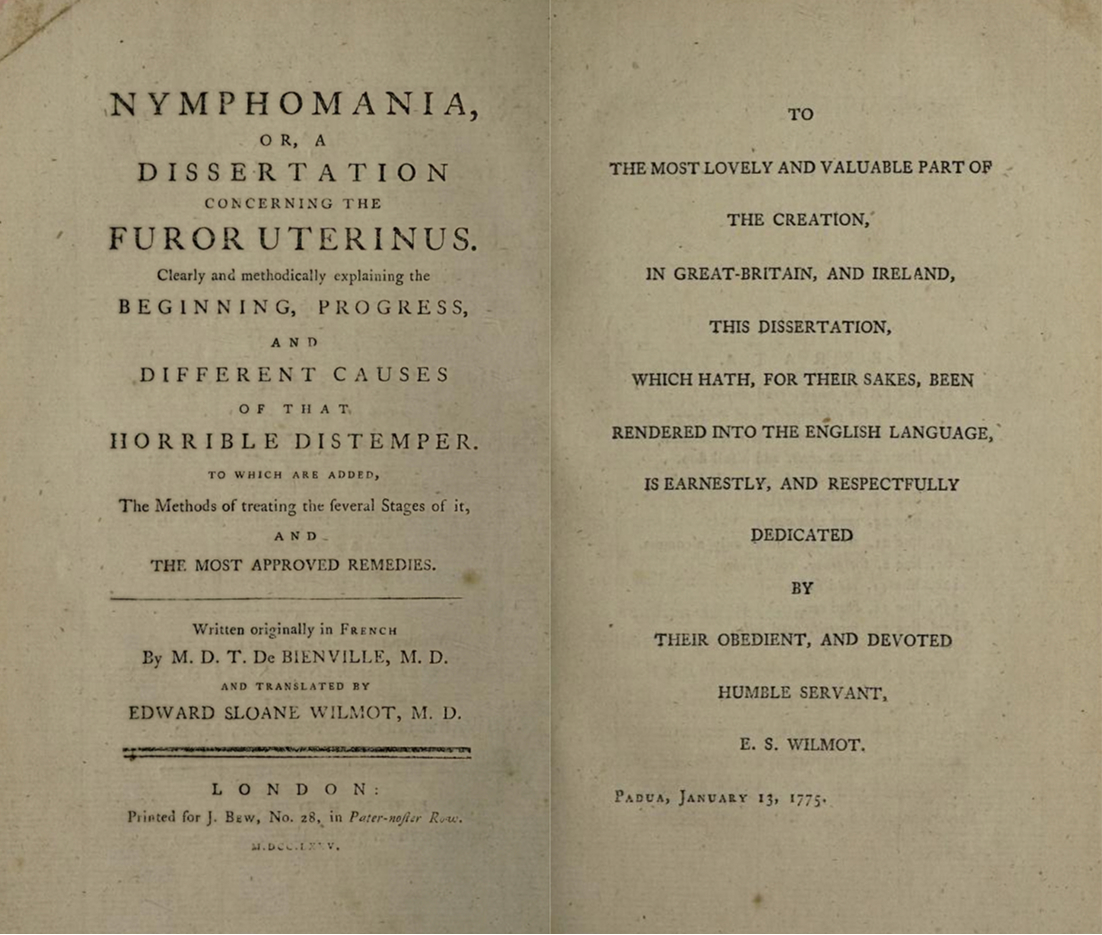 NYMPHOMANIA,
OR, A
DISSERTATION
CONCERNING THE
FUROR UTERINUS.
Clearly and methodically explaining the
BEGINNING, PROGRESS,
AND
DIFFERENT CAUSES
OF THAT
HORRIBLE DISTEMPER.
TO WHICH ARE ADDED,
The Methods of treating the ſeveral Stages of it,
AND
THE MOST APPROVED REMEDIES.
Written originally in FRENCH
By M. D. T. De BIENVILLE, M. D.
AND TRANSLATED BY
EDWARD SLOANE WILMOT, M. D.
LONDON:
Printed for J. BEW, No. 28, in Pater-noſter Row.
TO
THE MOST LOVELY AND VALUABLE PART OF
THE CREATION,
IN GREAT-BRITAIN, AND IRELAND,
THIS DISSERTATION,
WHICH HATH, FOR THEIR SAKES, BEEN
RENDERED INTO THE ENGLISH LANGUAGE,
IS EARNESTLY, AND RESPECTFULLY
DEDICATED
BY
THEIR OBEDIENT, AND DEVOTED
HUMBLE SERVANT,
E. S. WILMOT.
PADUA, JANUARY 13, 1775.